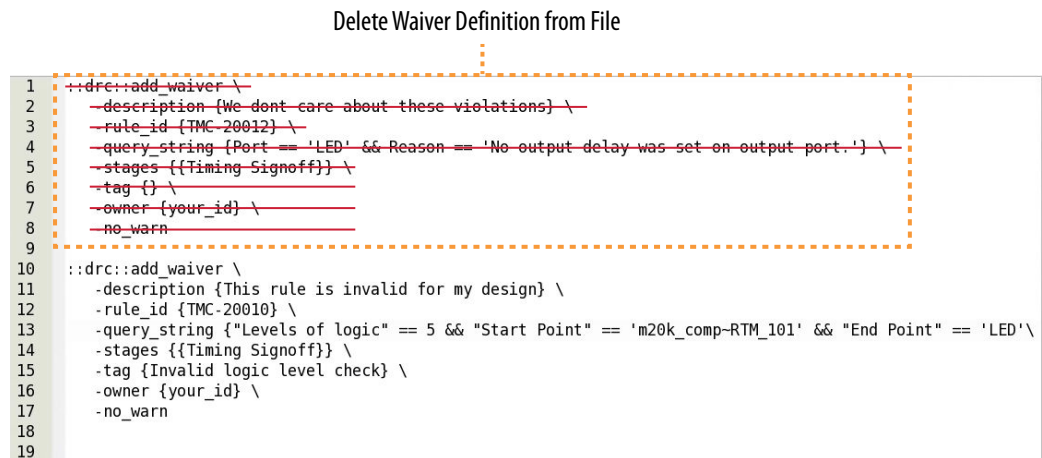 Delete Waiver Definition from File
1 ::drc::add_waiver \
2 -description {We dont care about these violations} \
3 -rule_id {TMC-20012} \
4 -query_string {Port == 'LED' && Reason == 'No output delay was set on output port.'} \
5 -stages {{Timing Signoff}} \
6 -tag {} \
7 -owner {your_id} \
8 -no_warn
9
10 ::drc::add_waiver \
11 -description {This rule is invalid for my design} \
12 -rule_id {TMC-20010} \
13 -query_string {"Levels of logic" == 5 && "Start Point" == 'm20k_comp~RTM_101' && "End Point" == 'LED'\
14 -stages {{Timing Signoff}} \
15 -tag {Invalid logic level check} \
16 -owner {your_id} \
17 -no_warn
18
19